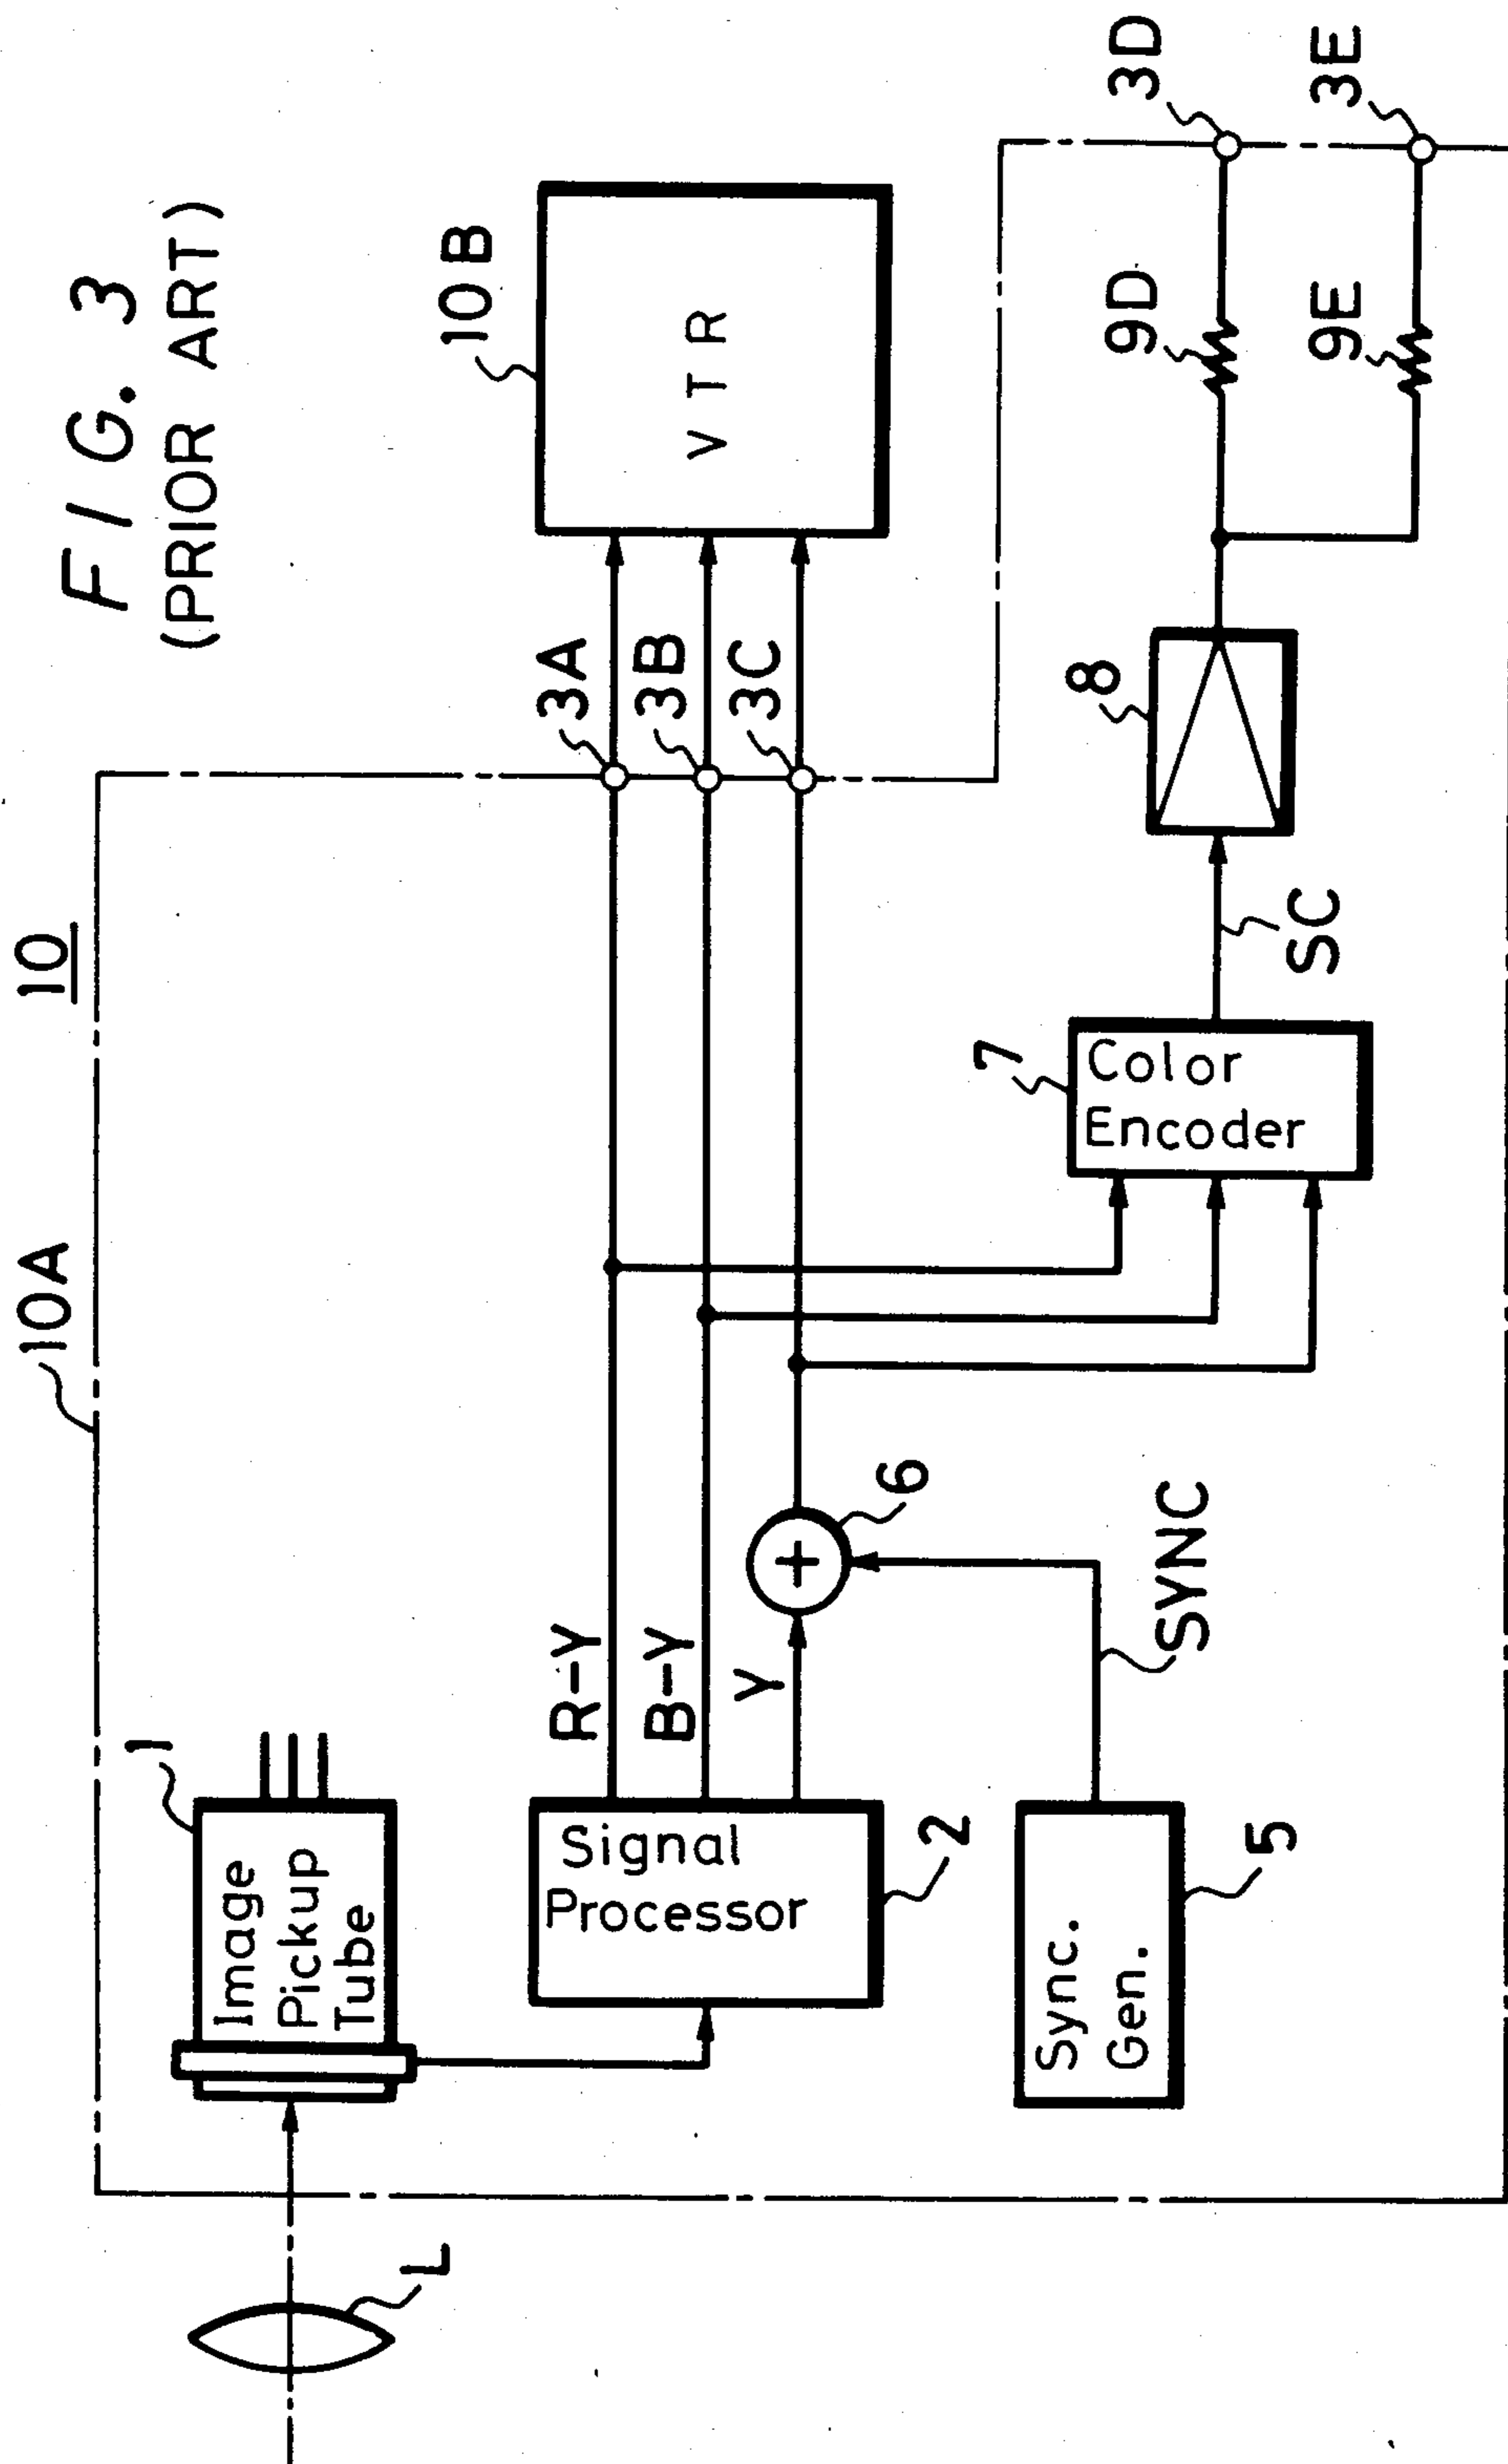 FIG. 3
(PRIOR ART)
10
10A
10B
VTR
3A
3B
3C
3D
3E
9D
9E
8
SC
7
Color
Encoder
6
SYNC
R-Y
B-Y
Y
1
Image
Pickup
Tube
Signal
Processor
2
Sync.
Gen.
5
L
+